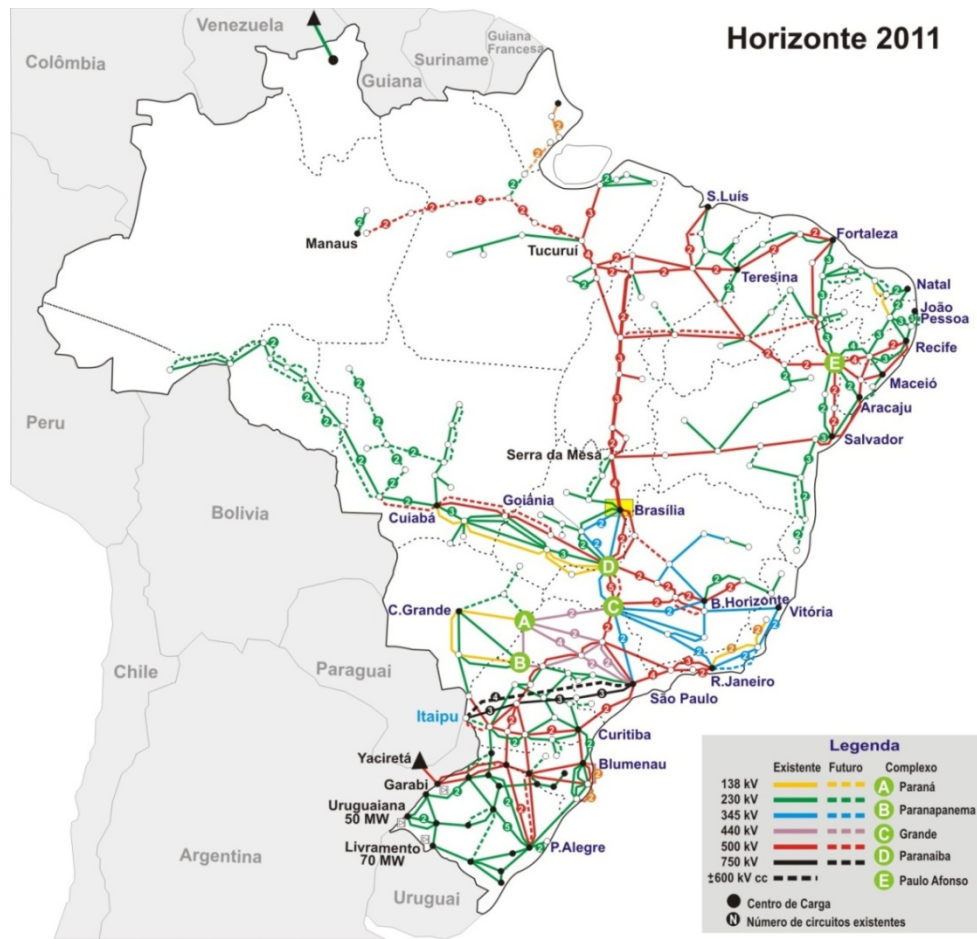 Venezuela
Guiana
Francesa
Suriname
Horizonte 2011
Colômbia
Guiana
S.Luís
Manaus
Tucuruí
Fortaleza
Teresina
Natal
João
Pessoa
Recife
E
Maceió
Aracaju
Peru
Serra da Mesa
Salvador
Goiânia
Brasília
Bolívia
Cuiabá
D
C.Grande
C
B.Horizonte
Vitória
A
B
Chile
Paraguai
R.Janeiro
São Paulo
Itaipu
Curitiba
Yaciretá
Blumenau
Garabi
Uruguaiana
50 MW
Livramento
70 MW
P.Alegre
Argentina
Uruguai
Legenda
Existente Futuro Complexo
138 kV A Paraná
230 kV B Paranapanema
345 kV
440 kV C Grande
500 kV D Paranaíba
750 kV
±600 kV cc E Paulo Afonso
Centro de Carga
N Número de circuitos existentes